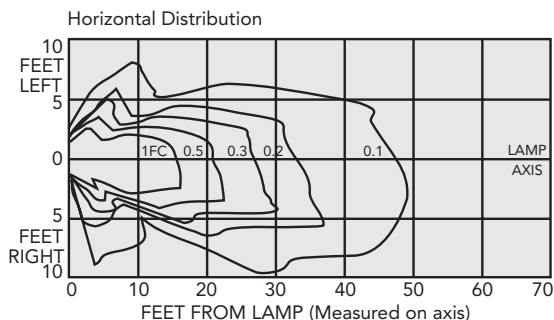 Horizontal Distribution
10
FEET
LEFT
5
0
5
FEET
RIGHT
10
1FC 0.5 0.3 0.2 0.1
LAMP
AXIS
0 10 20 30 40 50 60 70
FEET FROM LAMP (Measured on axis)